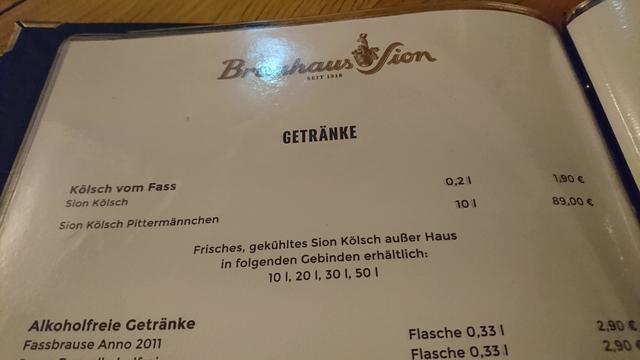 Brauhaus Sion
SEIT 1318
GETRÄNKE
Kölsch vom Fass
Sion Kölsch 0,2 l 1,90 €
Sion Kölsch Pittermännchen 10 l 89,00 €
Frisches, gekühltes Sion Kölsch außer Haus
in folgenden Gebinden erhältlich:
10 l, 20 l, 30 l, 50 l
Alkoholfreie Getränke
Fassbrause Anno 2011 Flasche 0,33 l 2,90 €
Flasche 0,33 l 2,90 €